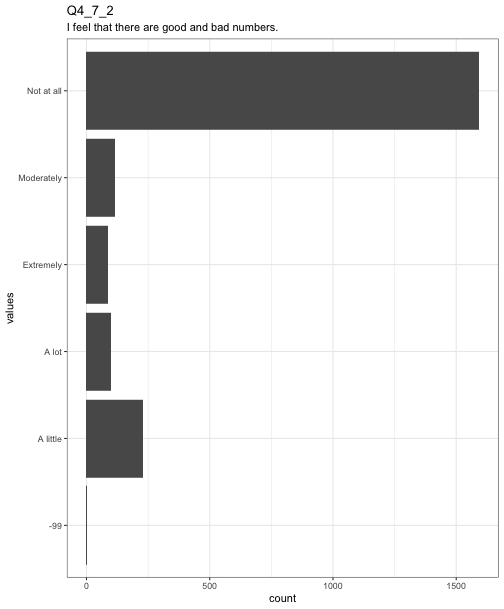 Q4_7_2
I feel that there are good and bad numbers.
Not at all
Moderately
Extremely
A lot
A little
-99
values
0 500 1000 1500
count